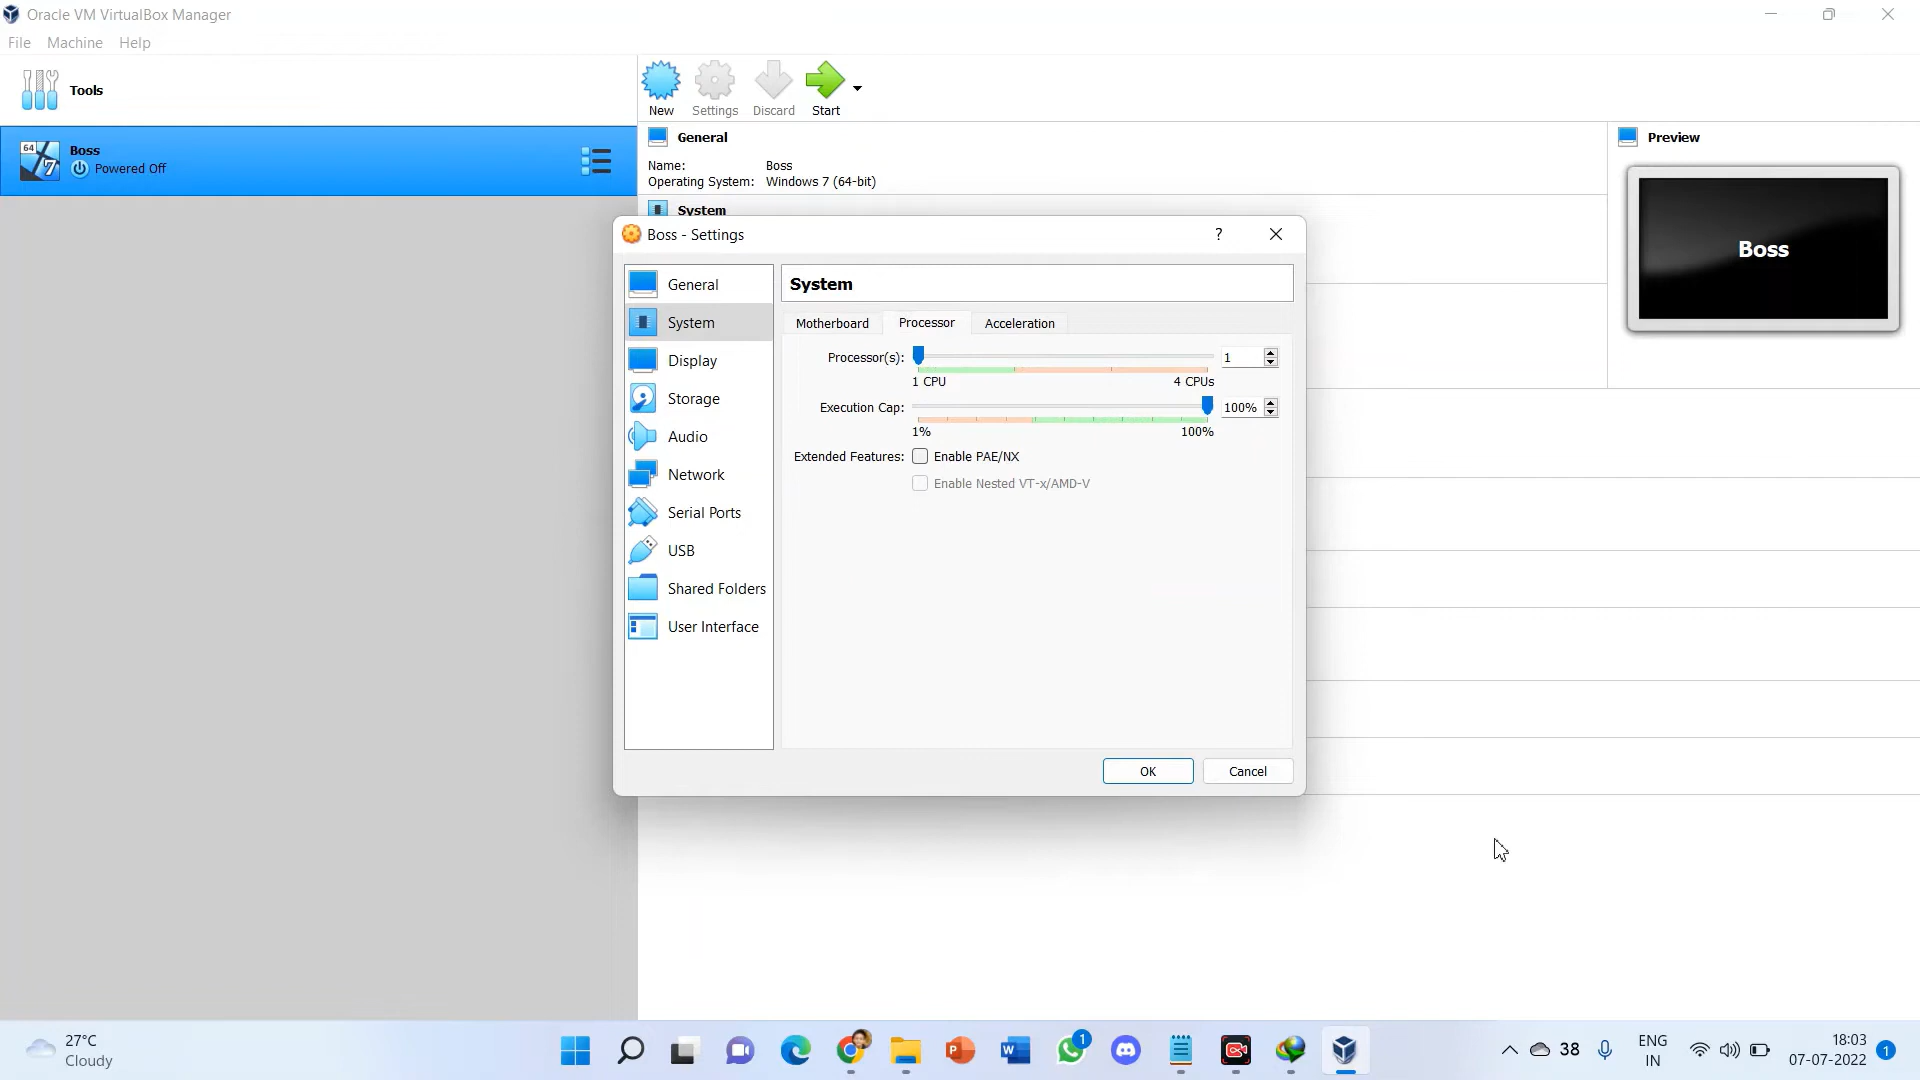 Oracle VM VirtualBox Manager
File Machine Help
Tools
New Settings Discard Start
64
7
Boss
Powered Off
General
Name: Boss
Operating System: Windows 7 (64-bit)
System
Preview
Boss
Boss - Settings
?
General
System
Display
Storage
Audio
Network
Serial Ports
USB
Shared Folders
User Interface
System
Motherboard Processor Acceleration
Processor(s): 1
1 CPU 4 CPUs
Execution Cap: 100%
1% 100%
Extended Features: Enable PAE/NX
Enable Nested VT-x/AMD-V
OK Cancel
27°C
Cloudy
P
W
1
38
ENG
IN
18:03
07-07-2022
1